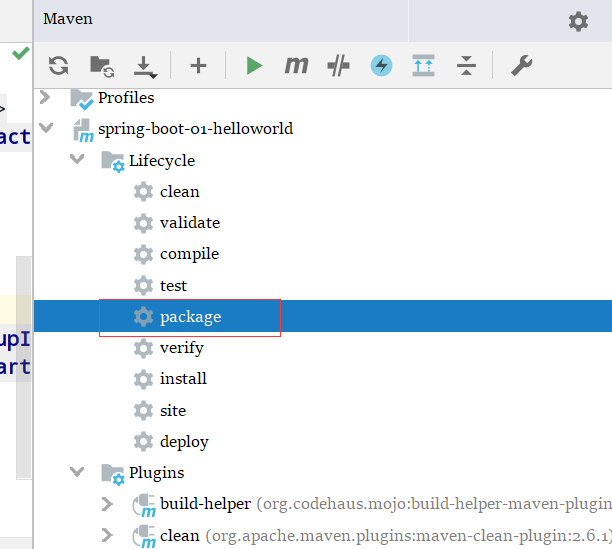 Maven
Profiles
>
spring-boot-01-helloworld
act
Lifecycle
clean
validate
compile
test
package
upI
verify
art
install
site
deploy
Plugins
build-helper (org.codehaus.mojo:build-helper-maven-plugin
clean (org.apache.maven.plugins:maven-clean-plugin:2.6.1)